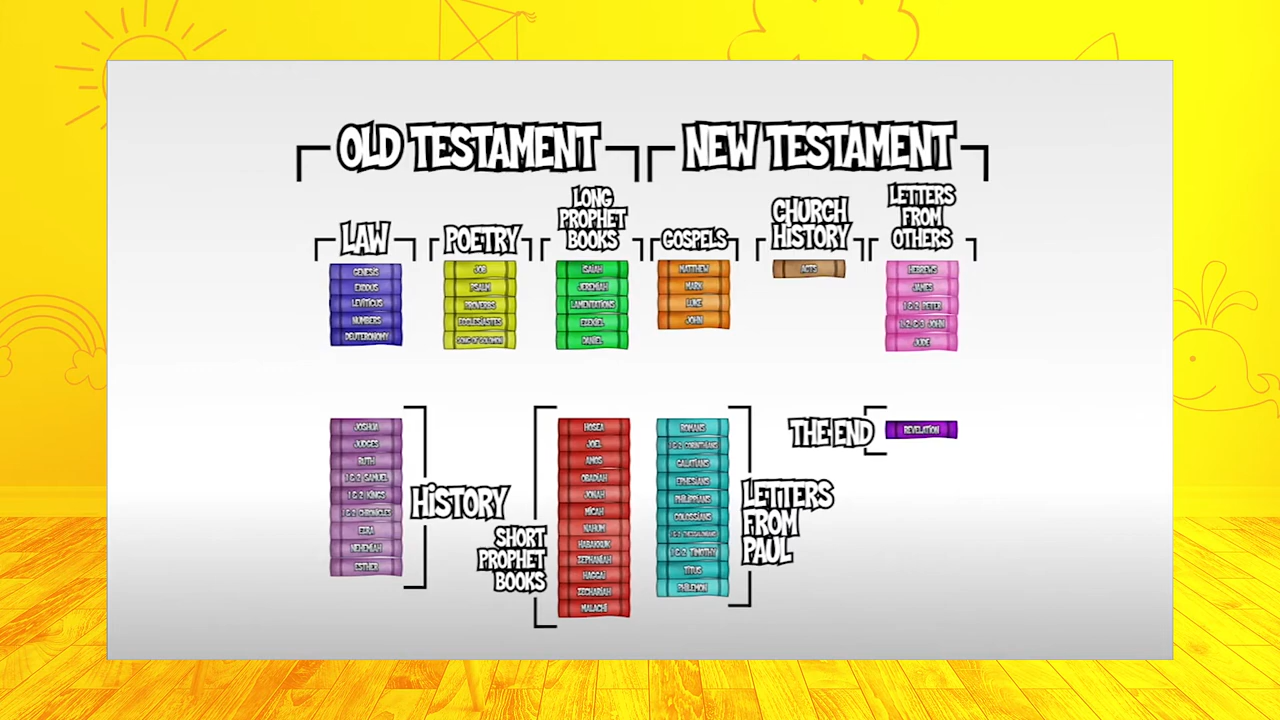 OLD TESTAMENT
NEW TESTAMENT
LAW
GENESIS
EXODUS
LEVITICUS
NUMBERS
DEUTERONOMY
POETRY
JOB
PSALM
PROVERBS
ECCLESIASTES
SONG OF SOLOMON
LONG
PROPHET
BOOKS
ISAIAH
JEREMIAH
LAMENTATIONS
EZEKIEL
DANIEL
GOSPELS
MATTHEW
MARK
LUKE
JOHN
CHURCH
HISTORY
ACTS
LETTERS
FROM
OTHERS
HEBREWS
JAMES
1 & 2 PETER
1, 2, & 3 JOHN
JUDE
JOSHUA
JUDGES
RUTH
1 & 2 SAMUEL
1 & 2 KINGS
1 & 2 CHRONICLES
EZRA
NEHEMIAH
ESTHER
HISTORY
SHORT
PROPHET
BOOKS
HOSEA
JOEL
AMOS
OBADIAH
JONAH
MICAH
NAHUM
HABAKKUK
ZEPHANIAH
HAGGAI
ZECHARIAH
MALACHI
ROMANS
1 & 2 CORINTHIANS
GALATIANS
EPHESIANS
PHILIPPIANS
COLOSSIANS
1 & 2 THESSALONIANS
1 & 2 TIMOTHY
TITUS
PHILEMON
LETTERS
FROM
PAUL
THE END
REVELATION